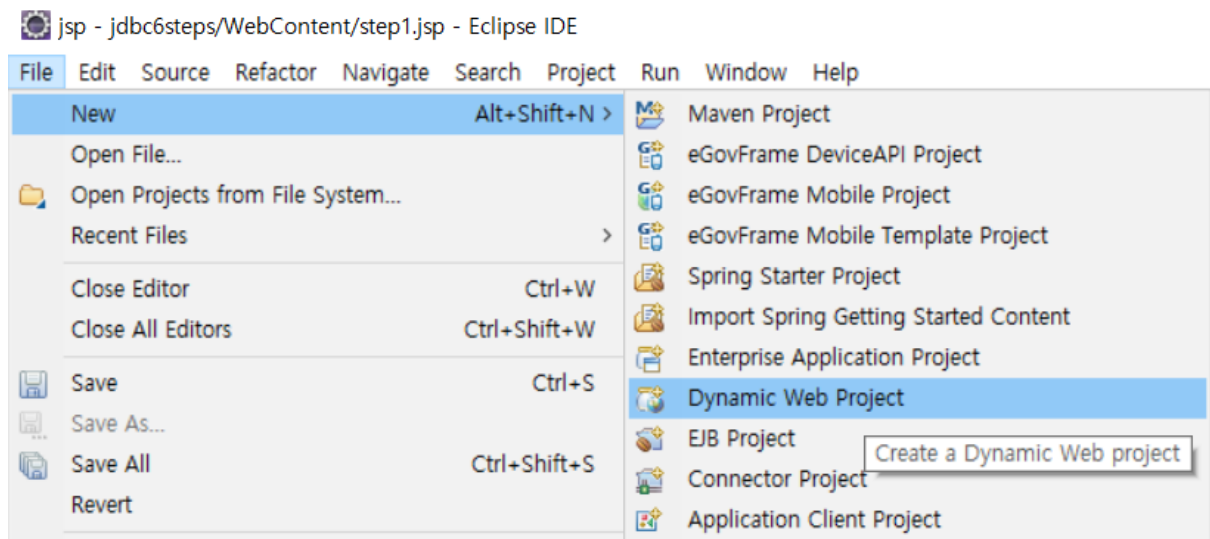 jsp - jdbc6steps/WebContent/step1.jsp - Eclipse IDE
File Edit Source Refactor Navigate Search Project Run Window Help
New Alt+Shift+N >
Open File...
Open Projects from File System...
Recent Files >
Close Editor Ctrl+W
Close All Editors Ctrl+Shift+W
Save Ctrl+S
Save As...
Save All Ctrl+Shift+S
Revert
Maven Project
eGovFrame DeviceAPI Project
eGovFrame Mobile Project
eGovFrame Mobile Template Project
Spring Starter Project
Import Spring Getting Started Content
Enterprise Application Project
Dynamic Web Project
EJB Project
Create a Dynamic Web project
Connector Project
Application Client Project